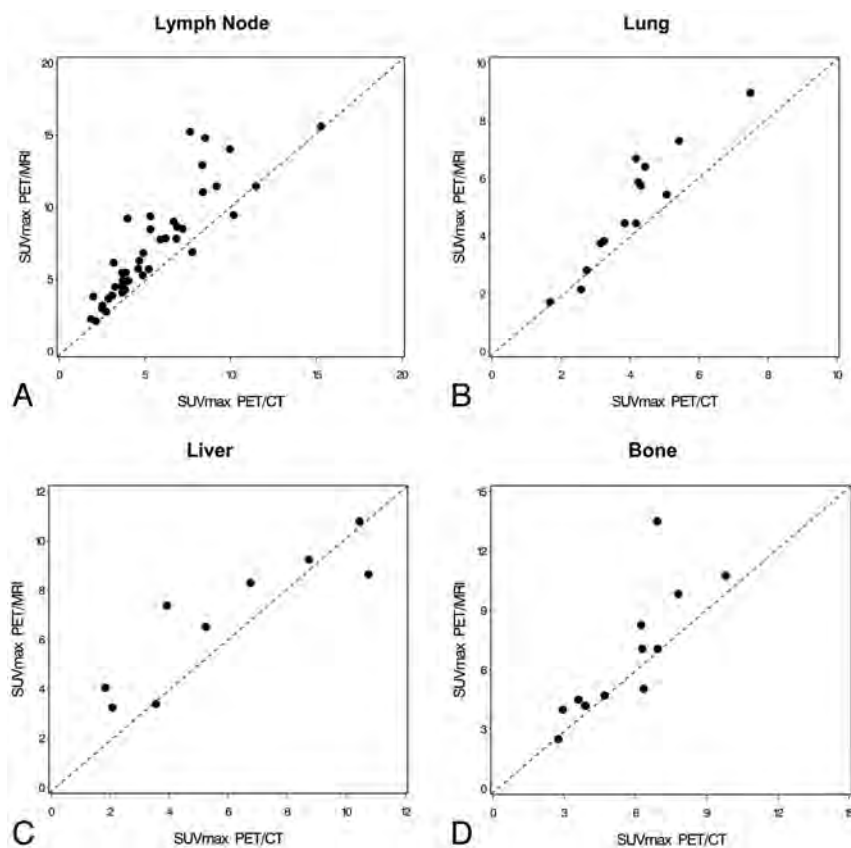 Lymph Node
20
15
10
5
0
SUVmax PET/MRI
0 5 10 15 20
SUVmax PET/CT
A
Lung
10
8
6
4
2
0
SUVmax PET/MRI
0 2 4 6 8 10
SUVmax PET/CT
B
Liver
12
10
8
6
4
2
0
SUVmax PET/MRI
0 2 4 6 8 10 12
SUVmax PET/CT
C
Bone
15
12
9
6
3
0
SUVmax PET/MRI
0 3 6 9 12 15
SUVmax PET/CT
D